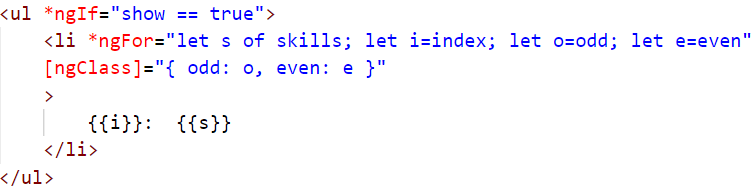 <ul *ngIf="show == true">
    <li *ngFor="let s of skills; let i=index; let o=odd; let e=even"
    [ngClass]="{ odd: o, even: e }"
    >
        {{i}}:  {{s}}
    </li>
</ul>